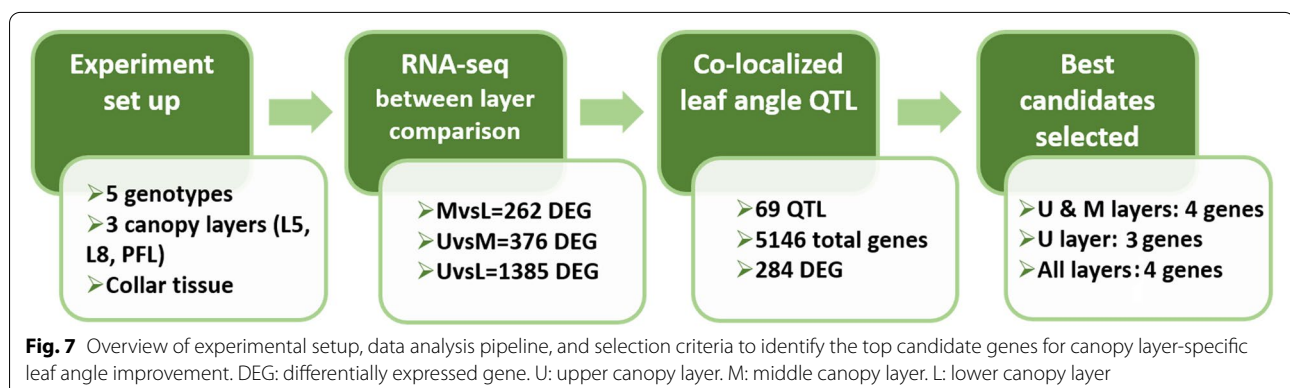 Experiment
set up
➢5 genotypes
➢3 canopy layers (L5,
L8, PFL)
➢Collar tissue
RNA-seq
between layer
comparison
➢MvsL=262 DEG
➢UvsM=376 DEG
➢UvsL=1385 DEG
Co-localized
leaf angle QTL
➢69 QTL
➢5146 total genes
➢284 DEG
Best
candidates
selected
➢U & M layers: 4 genes
➢U layer: 3 genes
➢All layers: 4 genes
Fig. 7 Overview of experimental setup, data analysis pipeline, and selection criteria to identify the top candidate genes for canopy layer-specific
leaf angle improvement. DEG: differentially expressed gene. U: upper canopy layer. M: middle canopy layer. L: lower canopy layer